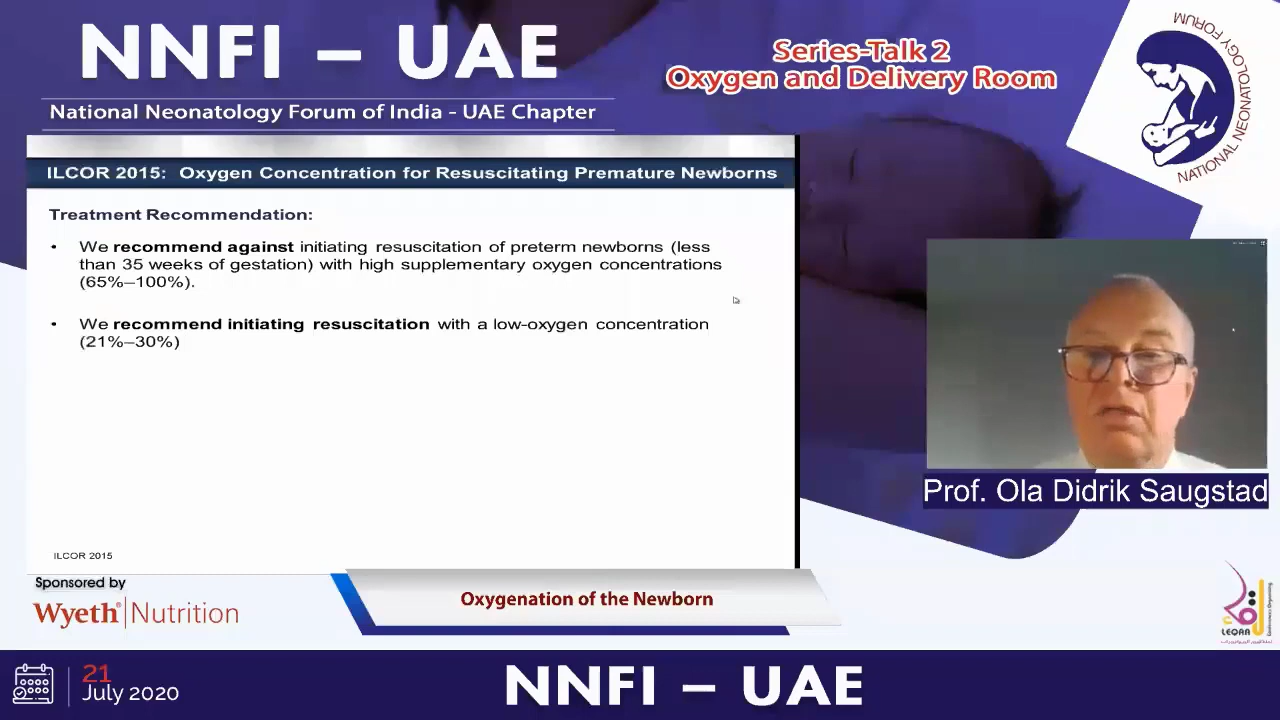 NNFI – UAE
National Neonatology Forum of India - UAE Chapter
Series-Talk 2
Oxygen and Delivery Room
NATIONAL NEONATOLOGY FORUM
ILCOR 2015: Oxygen Concentration for Resuscitating Premature Newborns
Treatment Recommendation:
• We recommend against initiating resuscitation of preterm newborns (less
than 35 weeks of gestation) with high supplementary oxygen concentrations
(65%–100%).
• We recommend initiating resuscitation with a low-oxygen concentration
(21%–30%)
ILCOR 2015
Prof. Ola Didrik Saugstad
Sponsored by
Wyeth® | Nutrition
Oxygenation of the Newborn
LEQAA
21
July 2020
NNFI – UAE